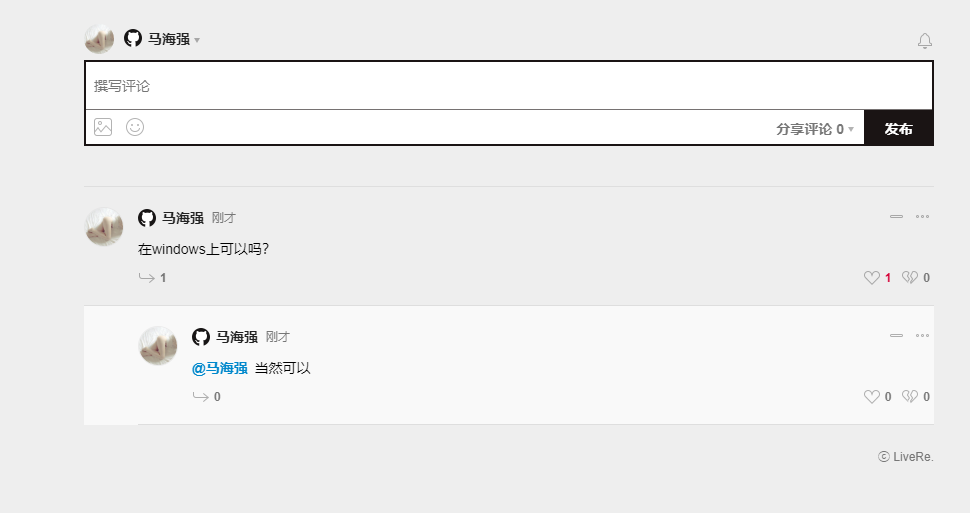 马海强
撰写评论
分享评论 0 发布
马海强 刚才
在windows上可以吗？
1 1 0
马海强 刚才
@马海强 当然可以
0 0 0
ⓒ LiveRe.